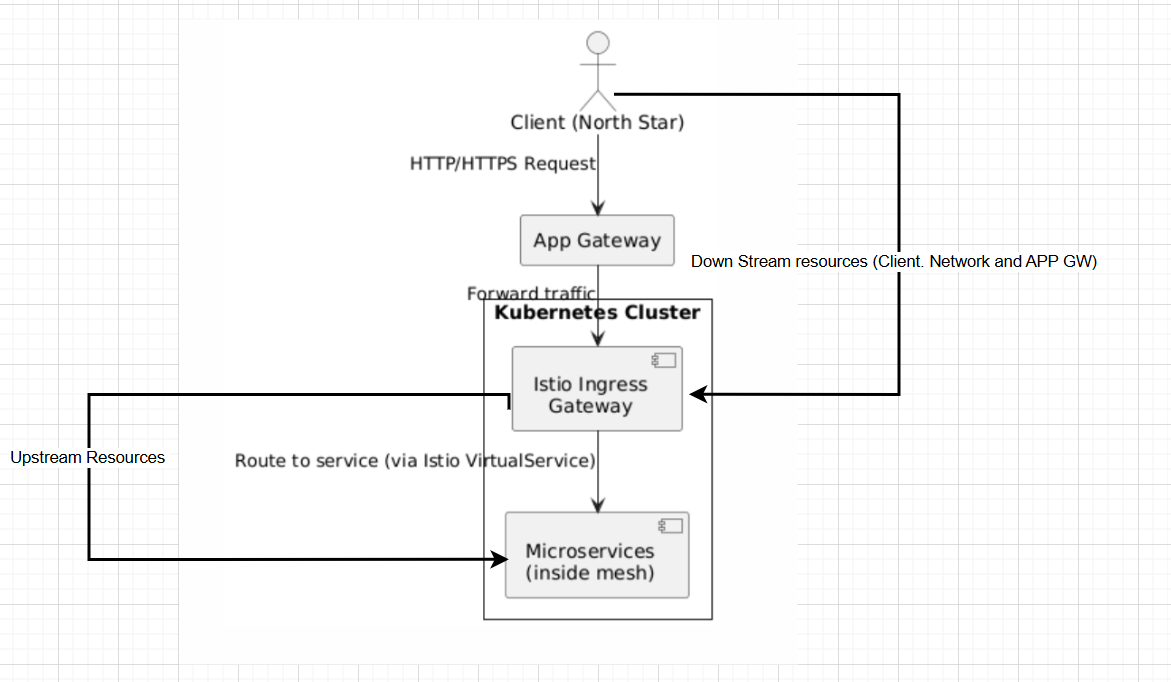 Client (North Star)
HTTP/HTTPS Request
App Gateway
Down Stream resources (Client. Network and APP GW)
Forward traffic
Kubernetes Cluster
Istio Ingress
Gateway
Upstream Resources
Route to service (via Istio VirtualService)
Microservices
(inside mesh)